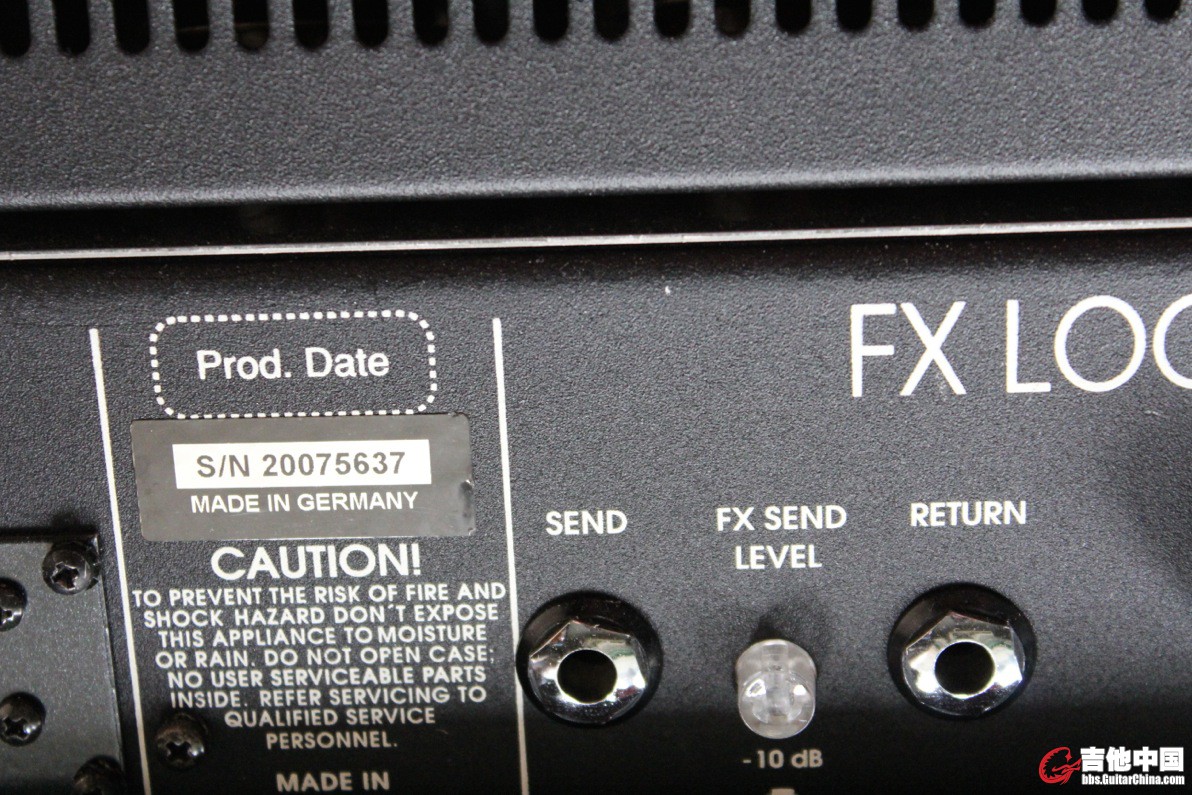 Prod. Date
S/N 20075637
MADE IN GERMANY
CAUTION!
TO PREVENT THE RISK OF FIRE AND
SHOCK HAZARD DON´T EXPOSE
THIS APPLIANCE TO MOISTURE
OR RAIN. DO NOT OPEN CASE;
NO USER SERVICEABLE PARTS
INSIDE. REFER SERVICING TO
QUALIFIED SERVICE
PERSONNEL.
MADE IN
FX LOO
SEND
FX SEND
LEVEL
RETURN
-10 dB
吉他中国
bbs.GuitarChina.com